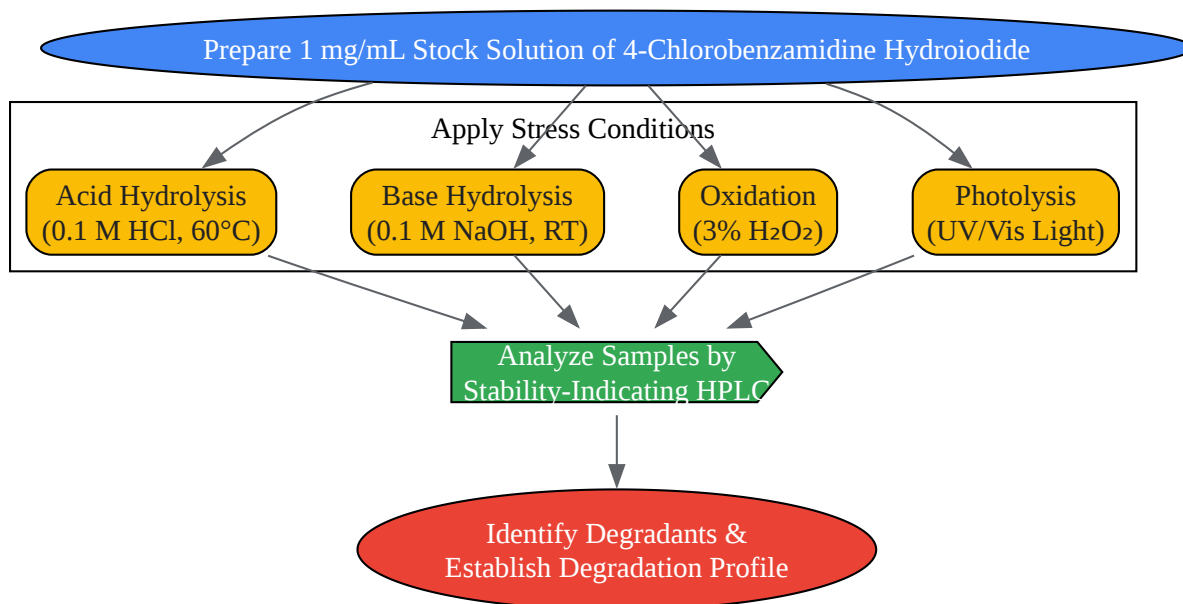 Prepare 1 mg/mL Stock Solution of 4-Chlorobenzamidine Hydroiodide
Apply Stress Conditions
Acid Hydrolysis
(0.1 M HCl, 60°C)
Base Hydrolysis
(0.1 M NaOH, RT)
Oxidation
(3% H₂O₂)
Photolysis
(UV/Vis Light)
Analyze Samples by
Stability-Indicating HPLC
Identify Degradants &
Establish Degradation Profile